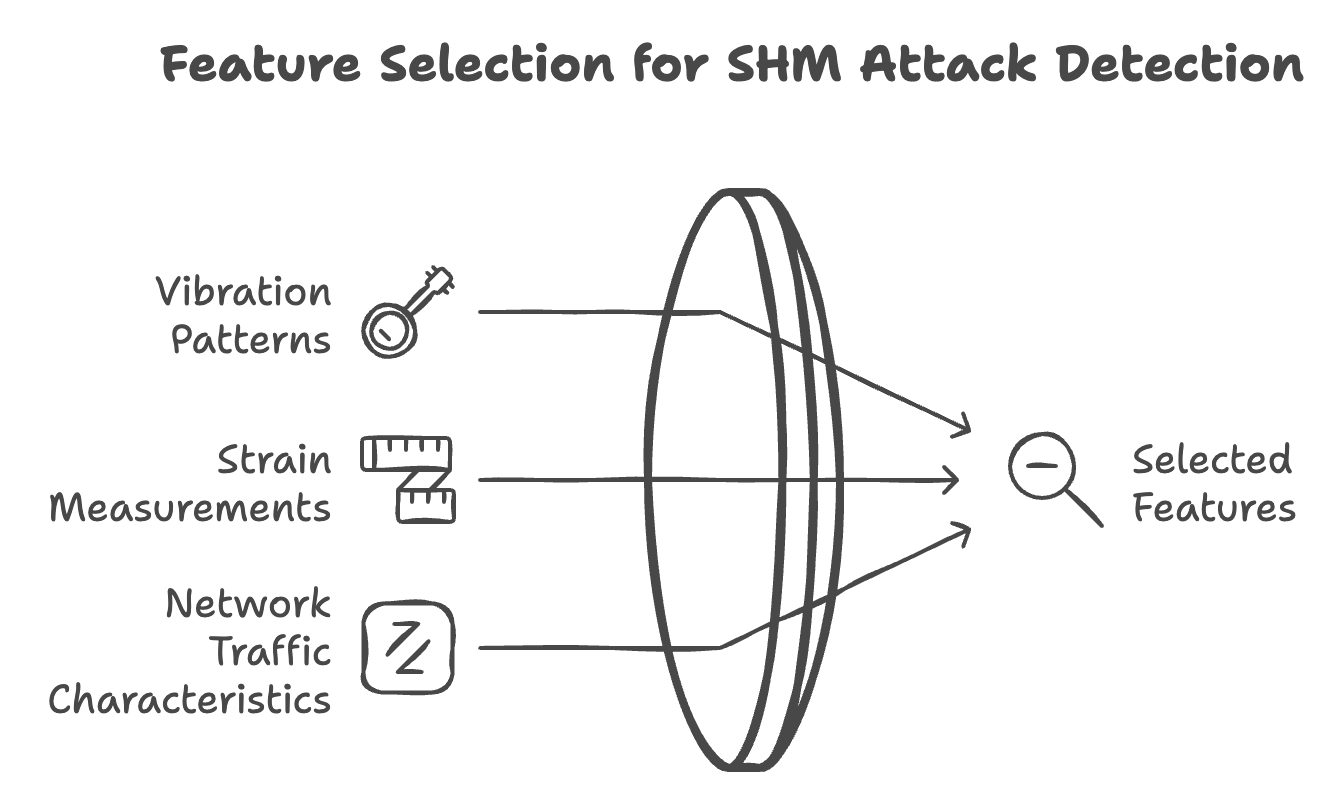 Feature Selection for SHM Attack Detection
Vibration
Patterns
Strain
Measurements
Network
Traffic
Characteristics
Selected
Features